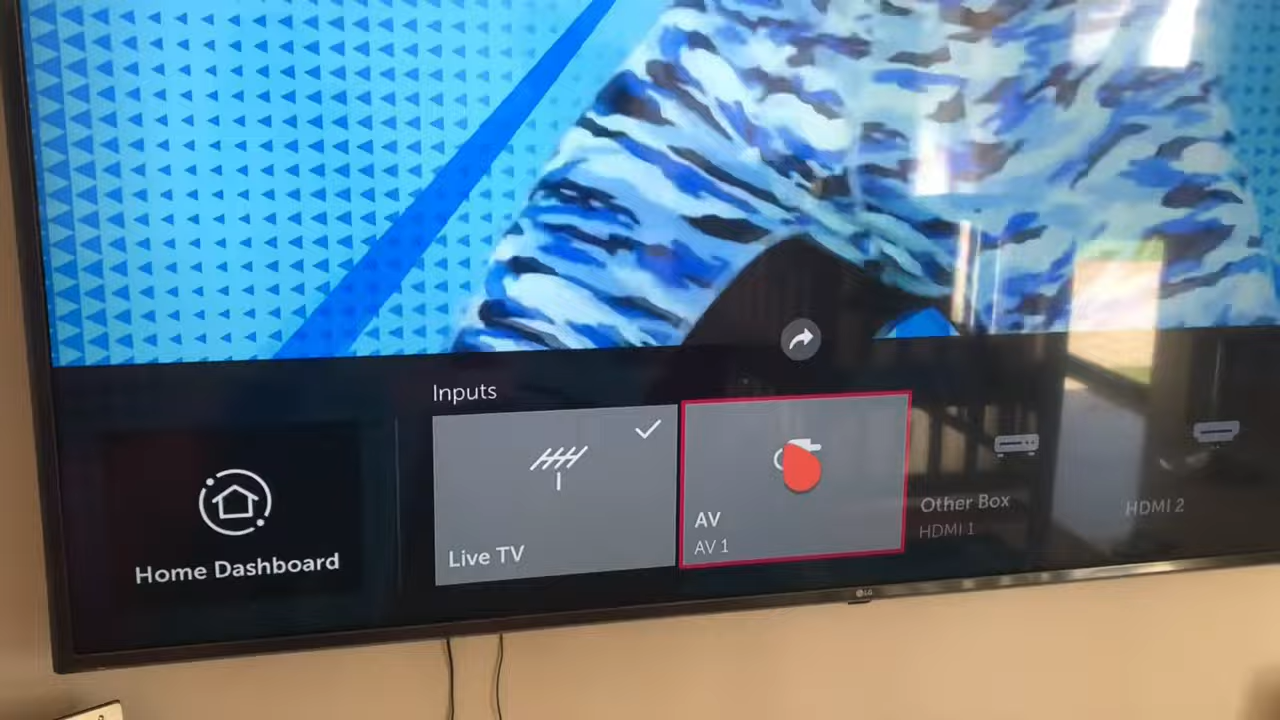 Inputs
Home Dashboard
Live TV
AV
AV 1
Other Box
HDMI 1
HDMI 2
LG